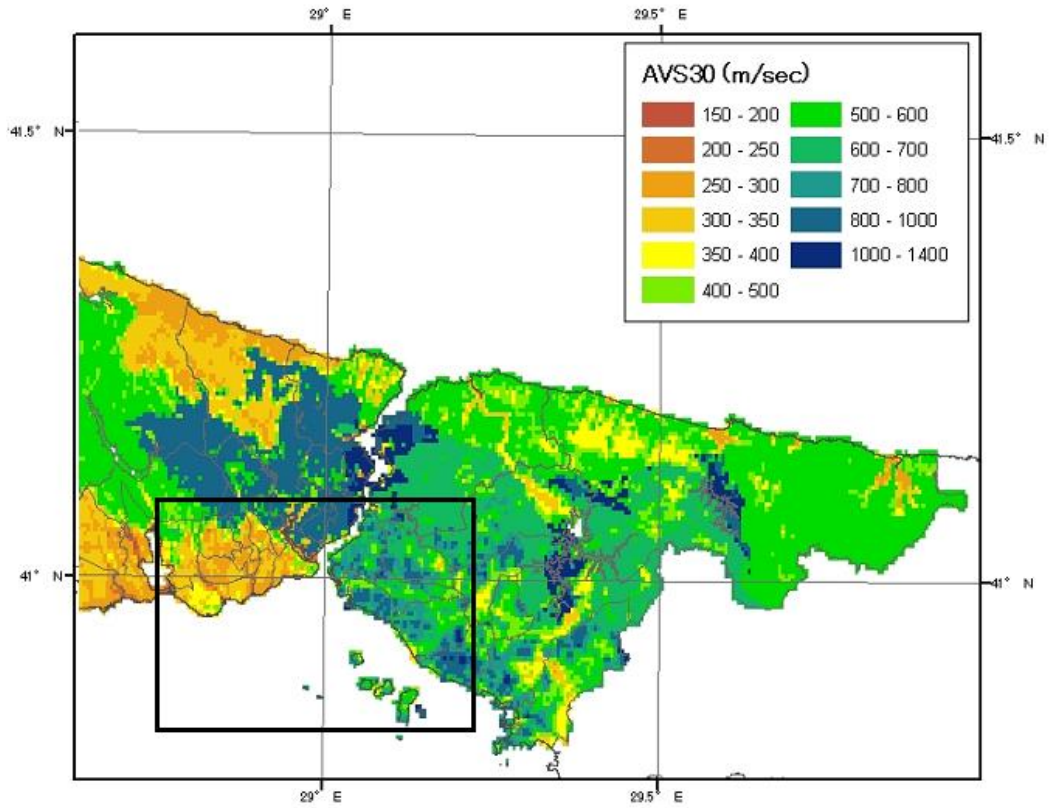 29° E 29.5° E
AVS30 (m/sec)
150 - 200 500 - 600
200 - 250 600 - 700
250 - 300 700 - 800
300 - 350 800 - 1000
350 - 400 1000 - 1400
400 - 500
41.5° N 41.5° N
41° N 41° N
29° E 29.5° E